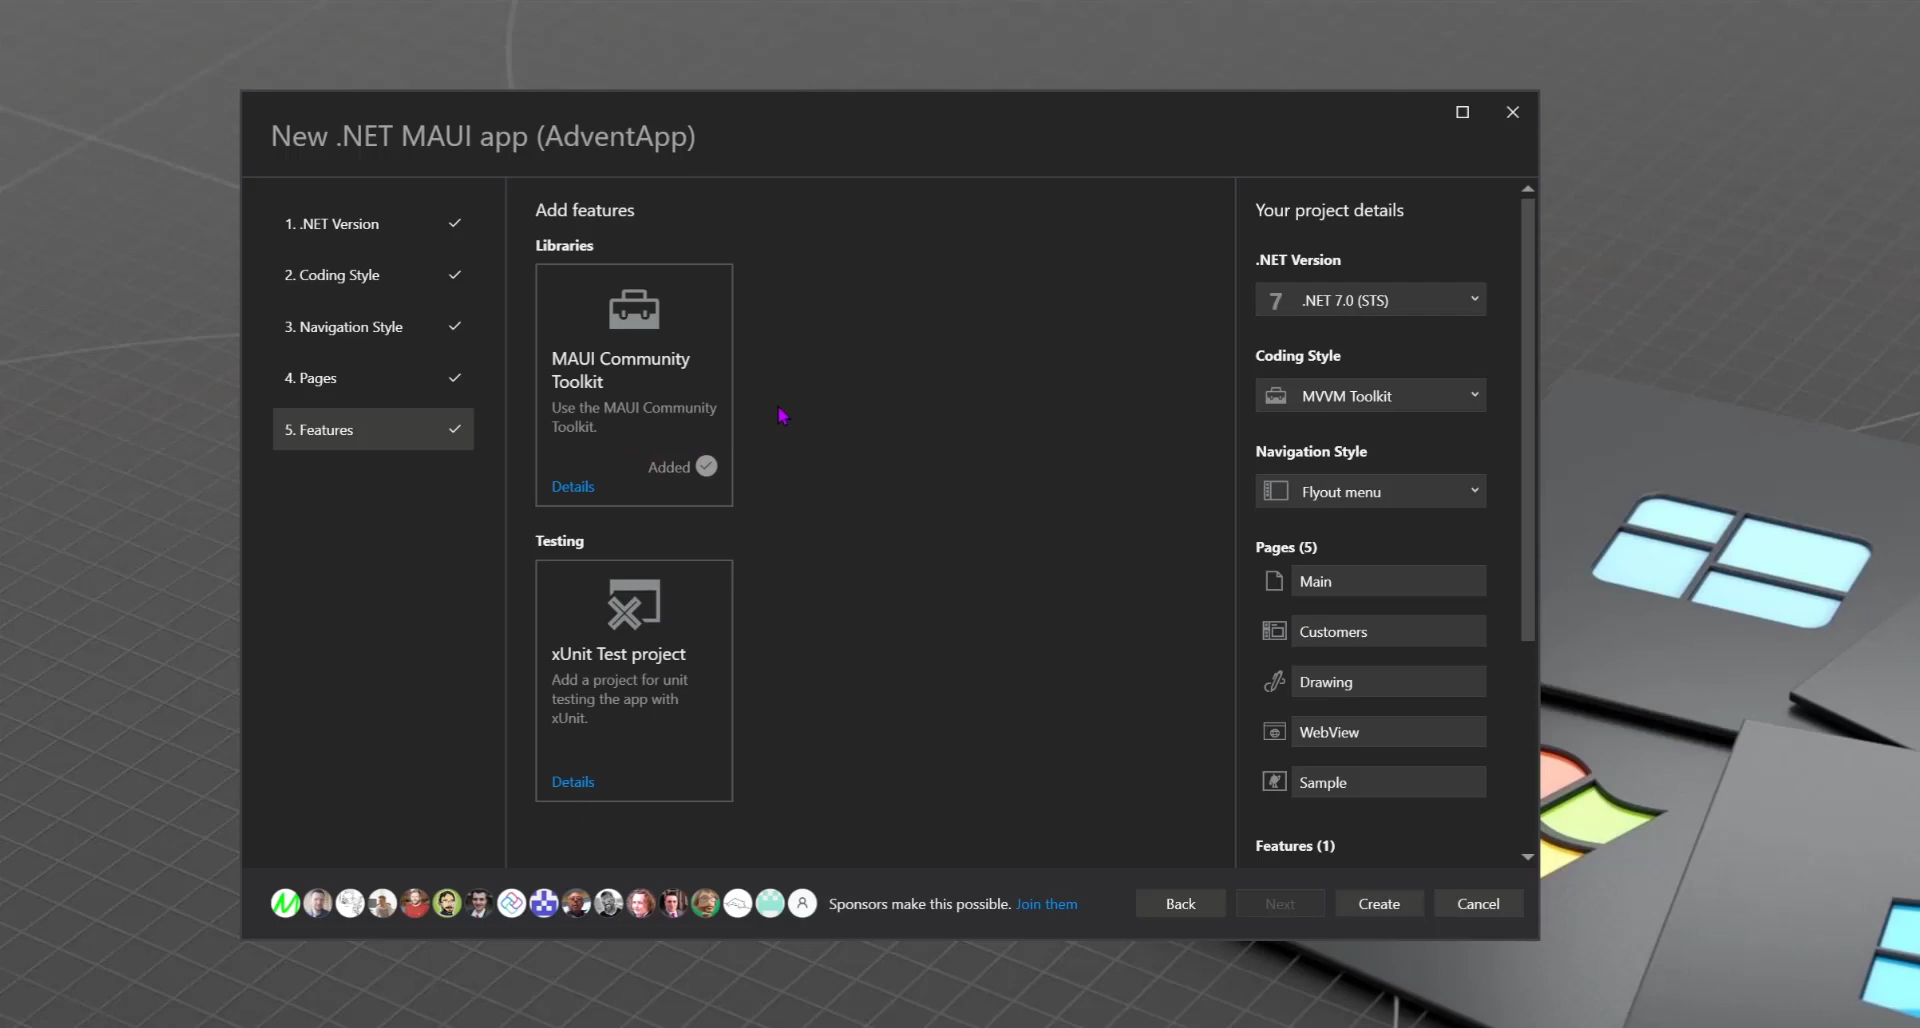 New .NET MAUI app (AdventApp)
1. .NET Version
2. Coding Style
3. Navigation Style
4. Pages
5. Features
Add features
Libraries
MAUI Community
Toolkit
Use the MAUI Community
Toolkit.
Added
Details
Testing
xUnit Test project
Add a project for unit
testing the app with
xUnit.
Details
Your project details
.NET Version
7 .NET 7.0 (STS)
Coding Style
MVVM Toolkit
Navigation Style
Flyout menu
Pages (5)
Main
Customers
Drawing
WebView
Sample
Features (1)
Sponsors make this possible. Join them
Back
Next
Create
Cancel